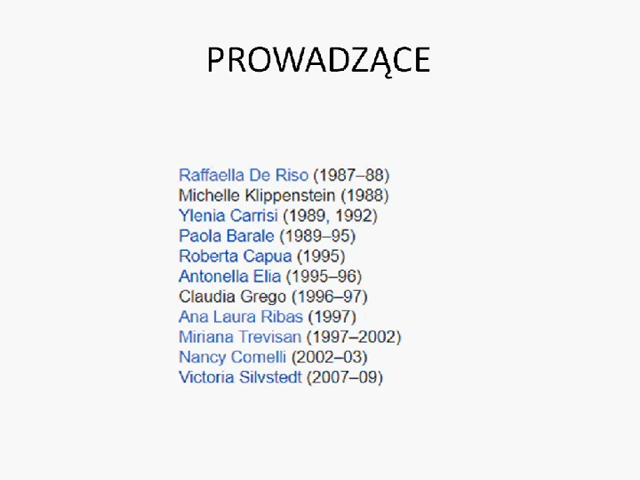 PROWADZĄCE
Raffaella De Riso (1987–88)
Michelle Klippenstein (1988)
Ylenia Carrisi (1989, 1992)
Paola Barale (1989–95)
Roberta Capua (1995)
Antonella Elia (1995–96)
Claudia Grego (1996–97)
Ana Laura Ribas (1997)
Miriana Trevisan (1997–2002)
Nancy Comelli (2002–03)
Victoria Silvstedt (2007–09)